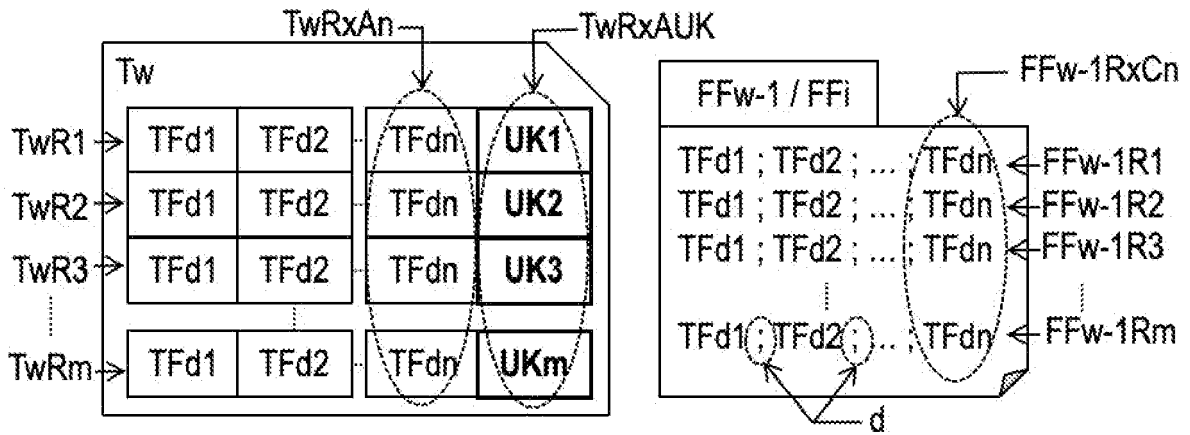 TwRxAn
TwRxAUK
Tw
TwR1 TFd1 TFd2 TFdn UK1
TwR2 TFd1 TFd2 TFdn UK2
TwR3 TFd1 TFd2 TFdn UK3
TwRm TFd1 TFd2 TFdn UKm
FFw-1RxCn
FFw-1 / FFi
TFd1 ; TFd2 ; ... ; TFdn FFw-1R1
TFd1 ; TFd2 ; ... ; TFdn FFw-1R2
TFd1 ; TFd2 ; ... ; TFdn FFw-1R3
TFd1 ; TFd2 ; ... ; TFdn FFw-1Rm
d